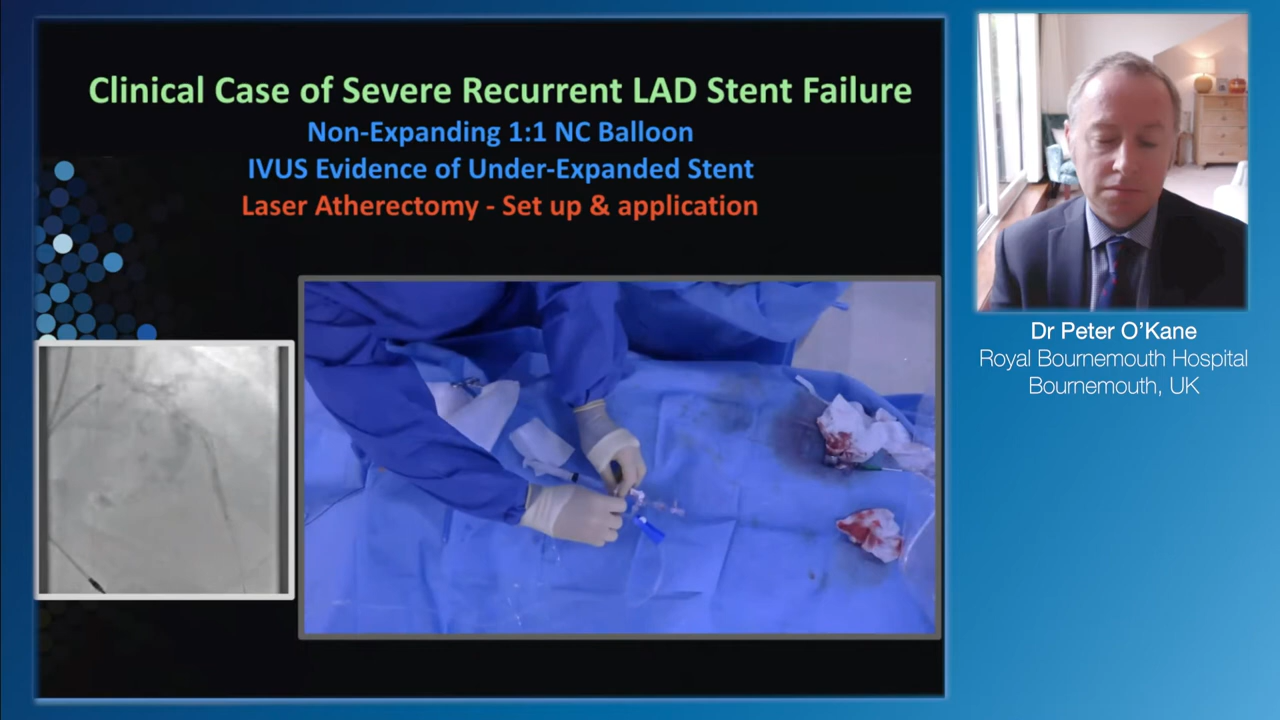 Clinical Case of Severe Recurrent LAD Stent Failure
Non-Expanding 1:1 NC Balloon
IVUS Evidence of Under-Expanded Stent
Laser Atherectomy - Set up & application
Dr Peter O’Kane
Royal Bournemouth Hospital
Bournemouth, UK